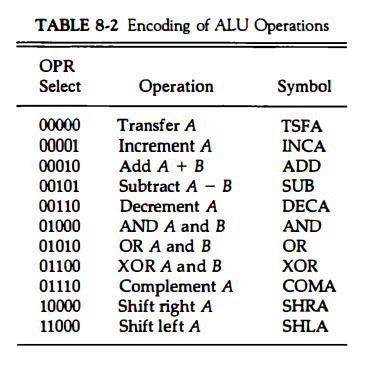 TABLE 8-2 Encoding of ALU Operations
OPR
Select Operation Symbol
00000 Transfer A TSFA
00001 Increment A INCA
00010 Add A + B ADD
00101 Subtract A − B SUB
00110 Decrement A DECA
01000 AND A and B AND
01010 OR A and B OR
01100 XOR A and B XOR
01110 Complement A COMA
10000 Shift right A SHRA
11000 Shift left A SHLA